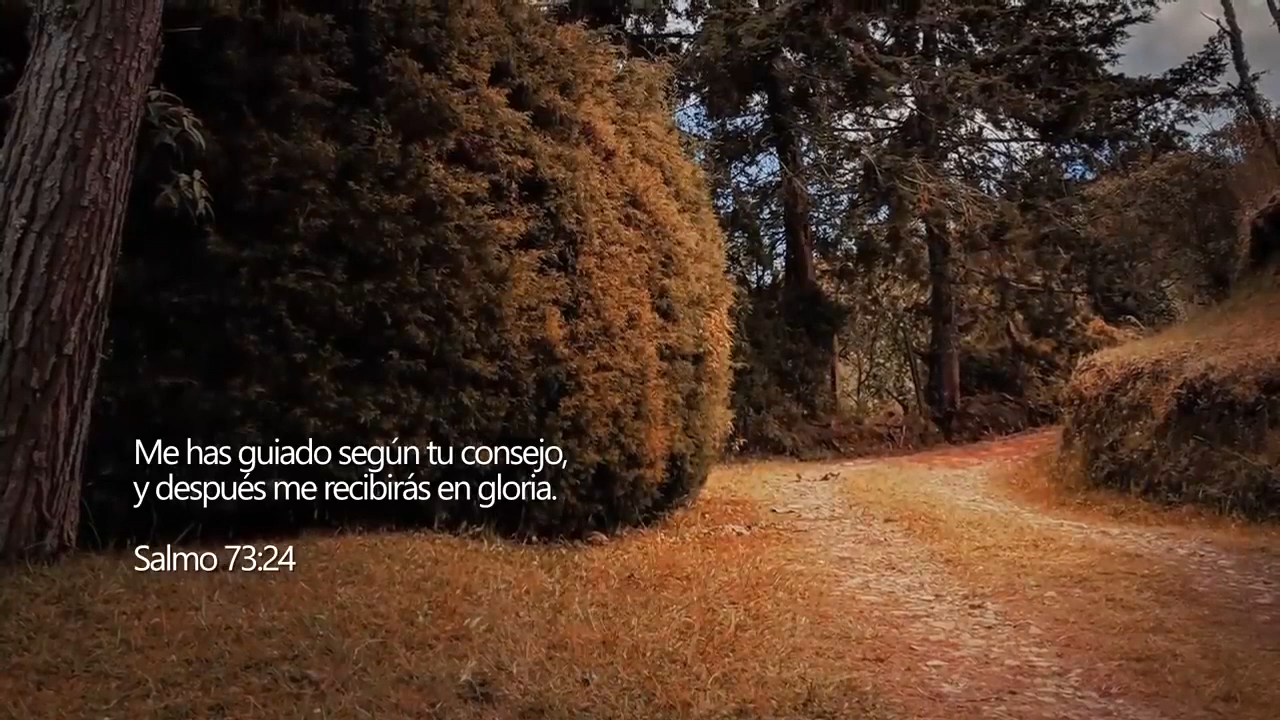 Me has guiado según tu consejo,
y después me recibirás en gloria.
Salmo 73:24